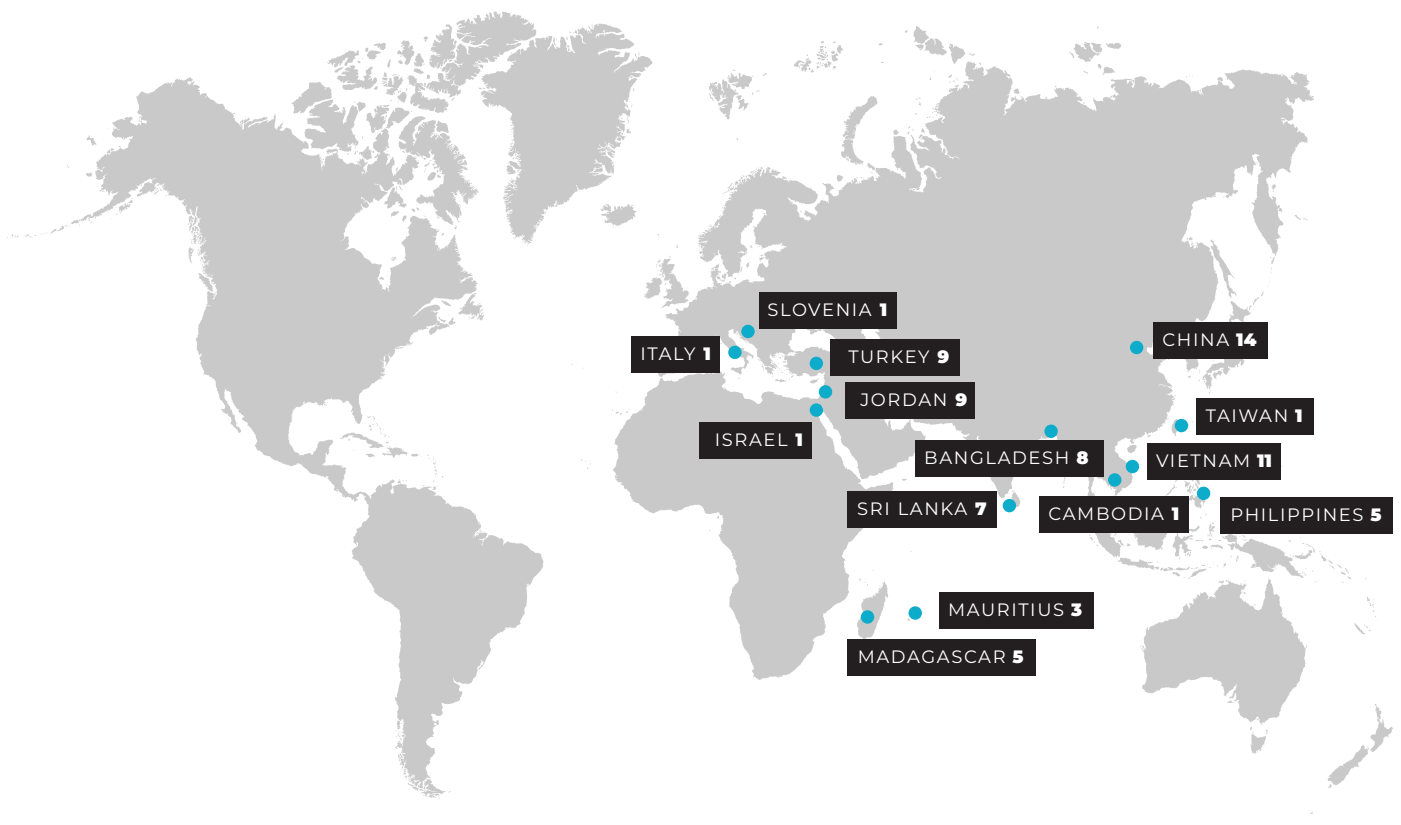 SLOVENIA 1
ITALY 1
TURKEY 9
CHINA 14
JORDAN 9
TAIWAN 1
ISRAEL 1
BANGLADESH 8
VIETNAM 11
SRI LANKA 7
CAMBODIA 1
PHILIPPINES 5
MAURITIUS 3
MADAGASCAR 5